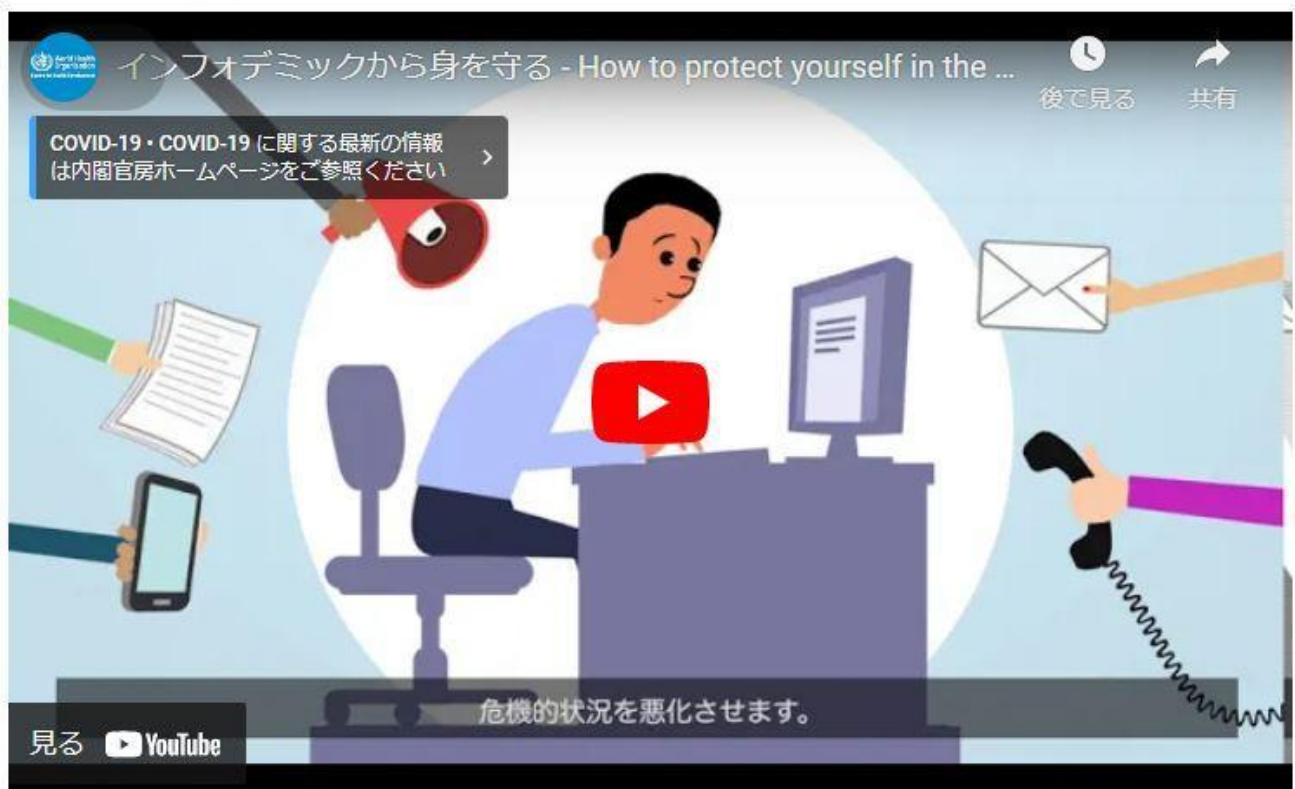 World Health Organization
インフォデミックから身を守る - How to protect yourself in the ...
後で見る
共有
COVID-19・COVID-19 に関する最新の情報
は内閣官房ホームページをご参照ください
危機的状況を悪化させます。
見る YouTube